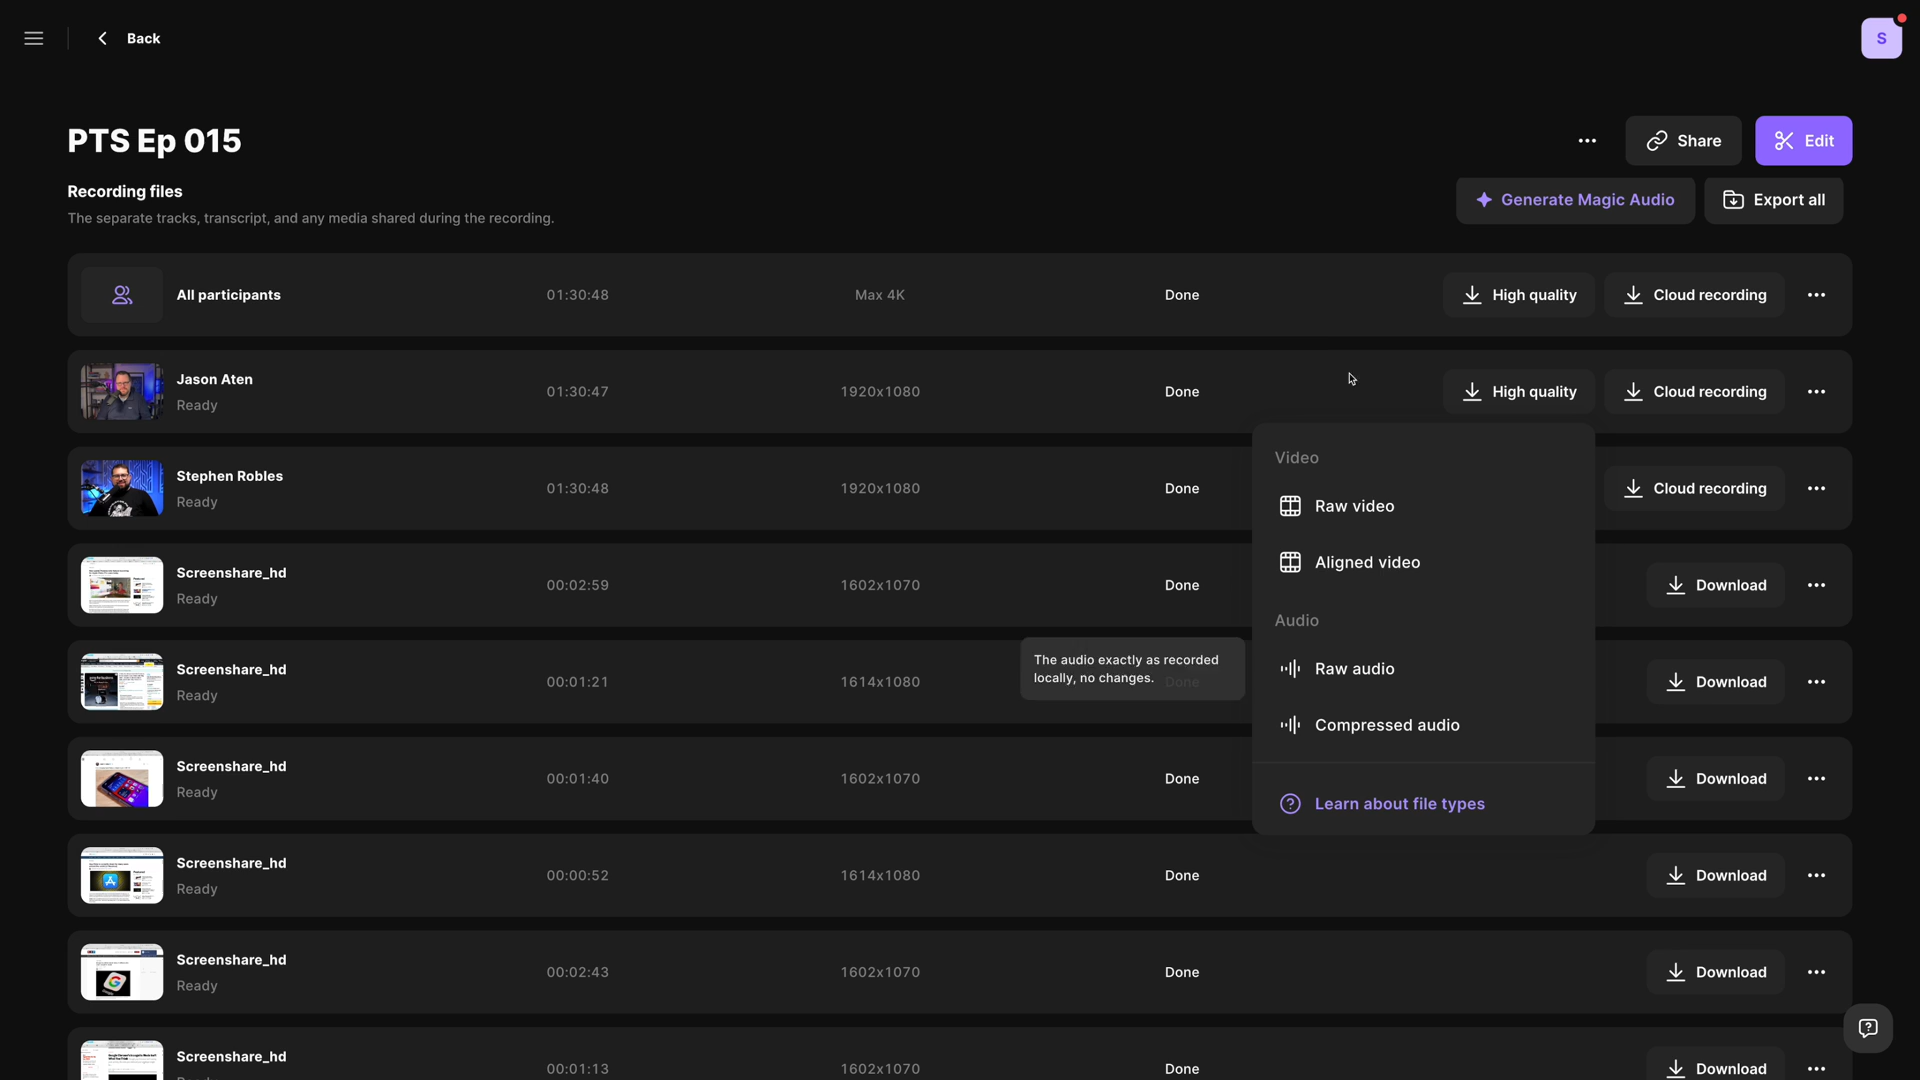 Back
S
PTS Ep 015
Share
Edit
Recording files
The separate tracks, transcript, and any media shared during the recording.
Generate Magic Audio
Export all
All participants
01:30:48
Max 4K
Done
High quality
Cloud recording
Jason Aten
Ready
01:30:47
1920x1080
Done
High quality
Cloud recording
Stephen Robles
Ready
01:30:48
1920x1080
Done
Cloud recording
Video
Raw video
Aligned video
Audio
Raw audio
Compressed audio
Learn about file types
Screenshare_hd
Ready
00:02:59
1602x1070
Done
Download
Screenshare_hd
Ready
00:01:21
1614x1080
The audio exactly as recorded
locally, no changes.
Done
Download
Screenshare_hd
Ready
00:01:40
1602x1070
Done
Download
Screenshare_hd
Ready
00:00:52
1614x1080
Done
Download
Screenshare_hd
Ready
00:02:43
1602x1070
Done
Download
Screenshare_hd
00:01:13
1602x1070
Done
Download